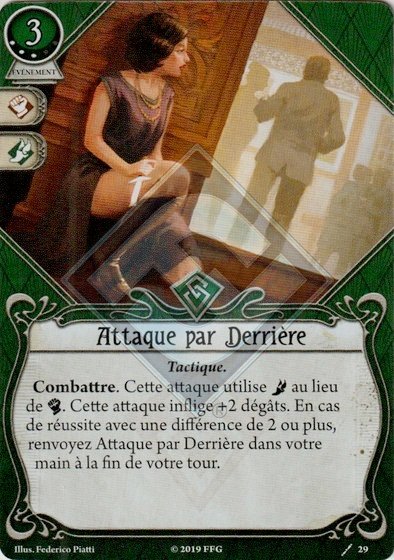 3
ÉVÉNEMENT
Attaque par Derrière
Tactique.
Combattre. Cette attaque utilise au lieu
de . Cette attaque inflige +2 dégâts. En cas
de réussite avec une différence de 2 ou plus,
renvoyez Attaque par Derrière dans votre
main à la fin de votre tour.
Illus. Federico Piatti © 2019 FFG 29